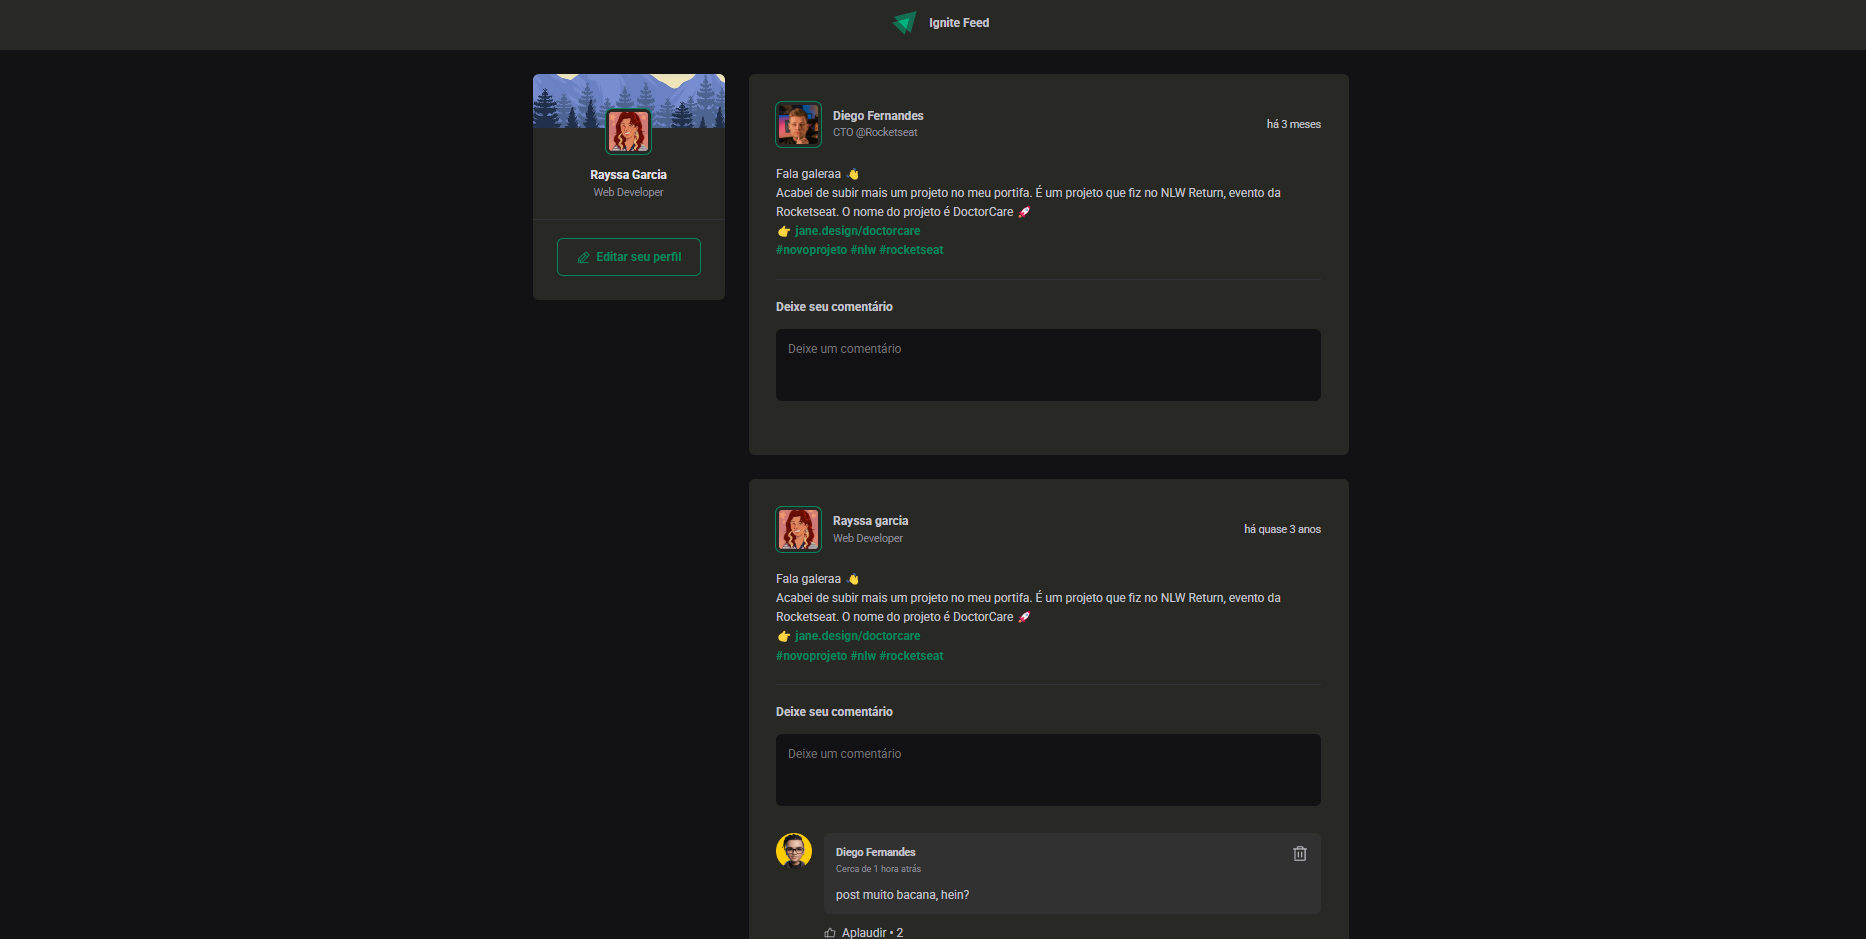 Ignite Feed
Rayssa Garcia
Web Developer
Editar seu perfil
Diego Fernandes
CTO @Rocketseat
há 3 meses
Fala galeraa 👋
Acabei de subir mais um projeto no meu portifa. É um projeto que fiz no NLW Return, evento da
Rocketseat. O nome do projeto é DoctorCare 🚀
👉 jane.design/doctorcare
#novoprojeto #nlw #rocketseat
Deixe seu comentário
Deixe um comentário
Rayssa garcia
Web Developer
há quase 3 anos
Fala galeraa 👋
Acabei de subir mais um projeto no meu portifa. É um projeto que fiz no NLW Return, evento da
Rocketseat. O nome do projeto é DoctorCare 🚀
👉 jane.design/doctorcare
#novoprojeto #nlw #rocketseat
Deixe seu comentário
Deixe um comentário
Diego Fernandes
Cerca de 1 hora atrás
post muito bacana, hein?
Aplaudir • 2